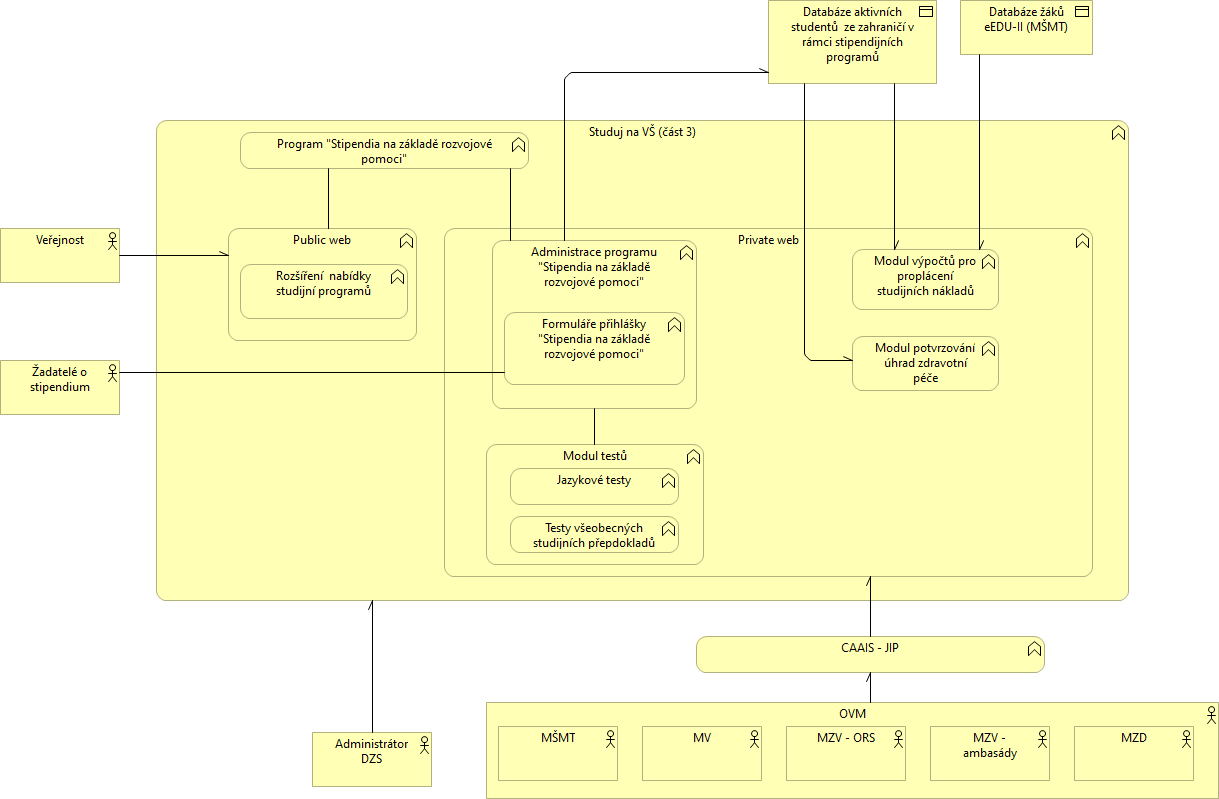 Databáze aktivních
studentů ze zahraničí v
rámci stipendijních
programů
Databáze žáků
eEDU-II (MŠMT)
Studuj na VŠ (část 3)
Program "Stipendia na základě rozvojové
pomoci"
Veřejnost
Public web
Rozšíření nabídky
studijní programů
Private web
Administrace programu
"Stipendia na základě
rozvojové pomoci"
Formuláře přihlášky
"Stipendia na základě
rozvojové pomoci"
Modul výpočtů pro
proplácení
studijních nákladů
Modul potvrzování
úhrad zdravotní
péče
Žadatelé o
stipendium
Modul testů
Jazykové testy
Testy všeobecných
studijních přepdokladů
CAAIS - JIP
Administrátor
DZS
OVM
MŠMT
MV
MZV - ORS
MZV -
ambasády
MZD